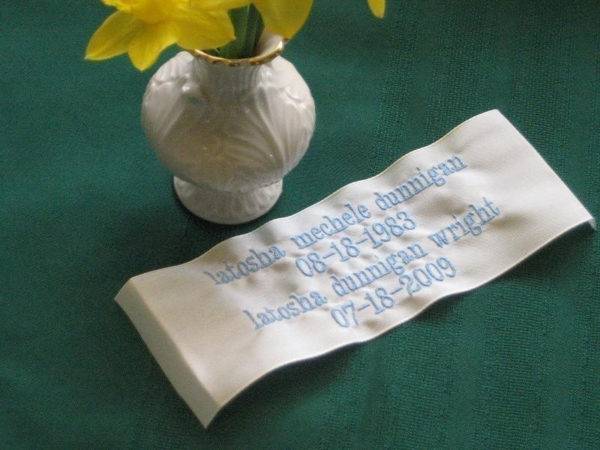 latosha mechele dunnigan
08-18-1983
latosha dunnigan wright
07-18-2009